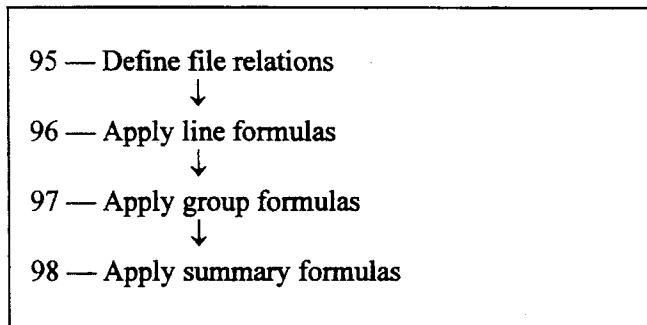 95 — Define file relations
↓
96 — Apply line formulas
↓
97 — Apply group formulas
↓
98 — Apply summary formulas